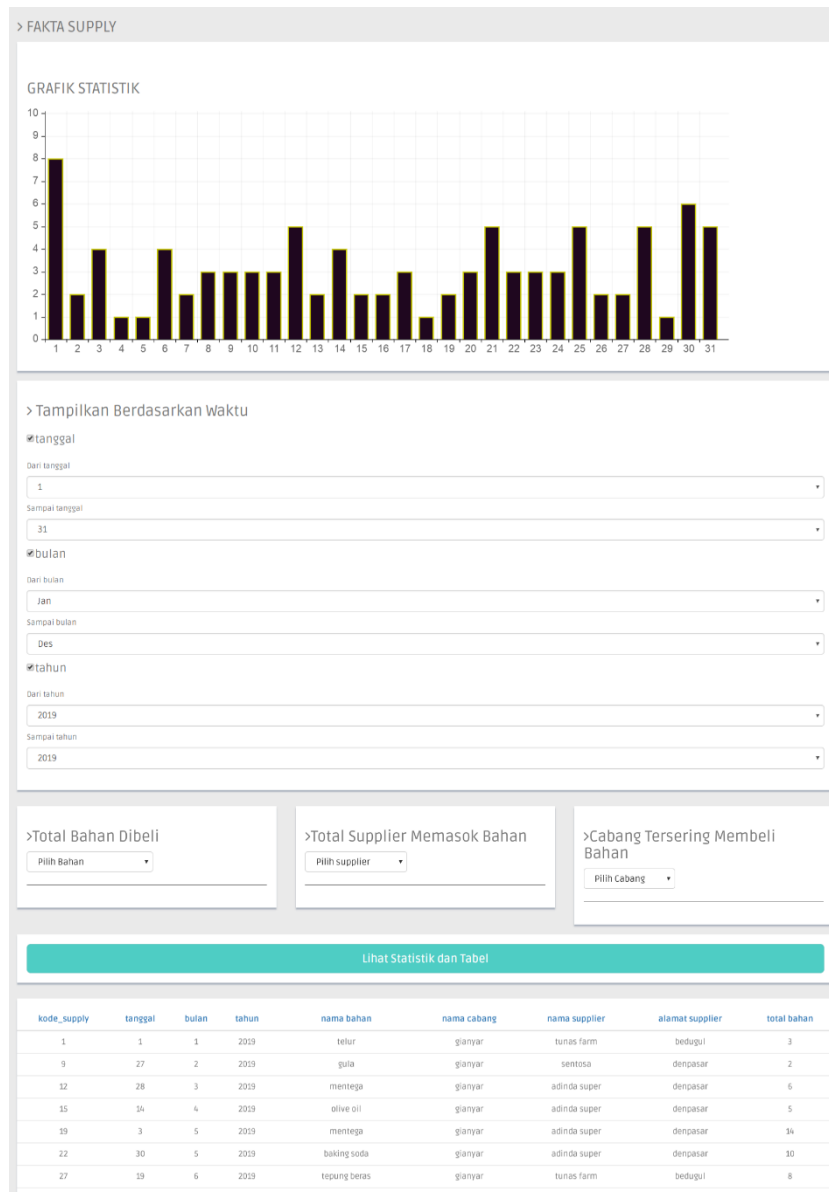 > FAKTA SUPPLY
GRAFIK STATISTIK
10
9
8
7
6
5
4
3
2
1
0
1 2 3 4 5 6 7 8 9 10 11 12 13 14 15 16 17 18 19 20 21 22 23 24 25 26 27 28 29 30 31
> Tampilkan Berdasarkan Waktu
tanggal
Dari tanggal
1
Sampai tanggal
31
bulan
Dari bulan
Jan
Sampai bulan
Des
tahun
Dari tahun
2019
Sampai tahun
2019
>Total Bahan Dibeli
Pilih Bahan
>Total Supplier Memasok Bahan
Pilih supplier
>Cabang Tersering Membeli
Bahan
Pilih Cabang
Lihat Statistik dan Tabel
kode_supply tanggal bulan tahun nama bahan nama cabang nama supplier alamat supplier total bahan
1 1 1 2019 telur gianyar tunas farm bedugul 3
9 27 2 2019 gula gianyar sentosa denpasar 2
12 28 3 2019 mentega gianyar adinda super denpasar 6
15 14 4 2019 olive oil gianyar adinda super denpasar 5
19 3 5 2019 mentega gianyar adinda super denpasar 14
22 30 5 2019 baking soda gianyar adinda super denpasar 10
27 19 6 2019 tepung beras gianyar tunas farm bedugul 8